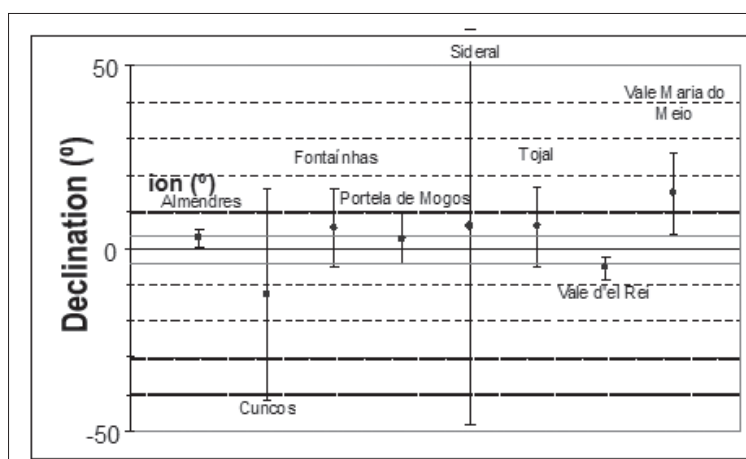 Sideral
50
Vale Maria do
Meio
Fontaínhas
Tojal
ion (º)
Almendres
Portela de Mogos
Declination (º)
0
Vale d'el Rei
Cuncos
-50